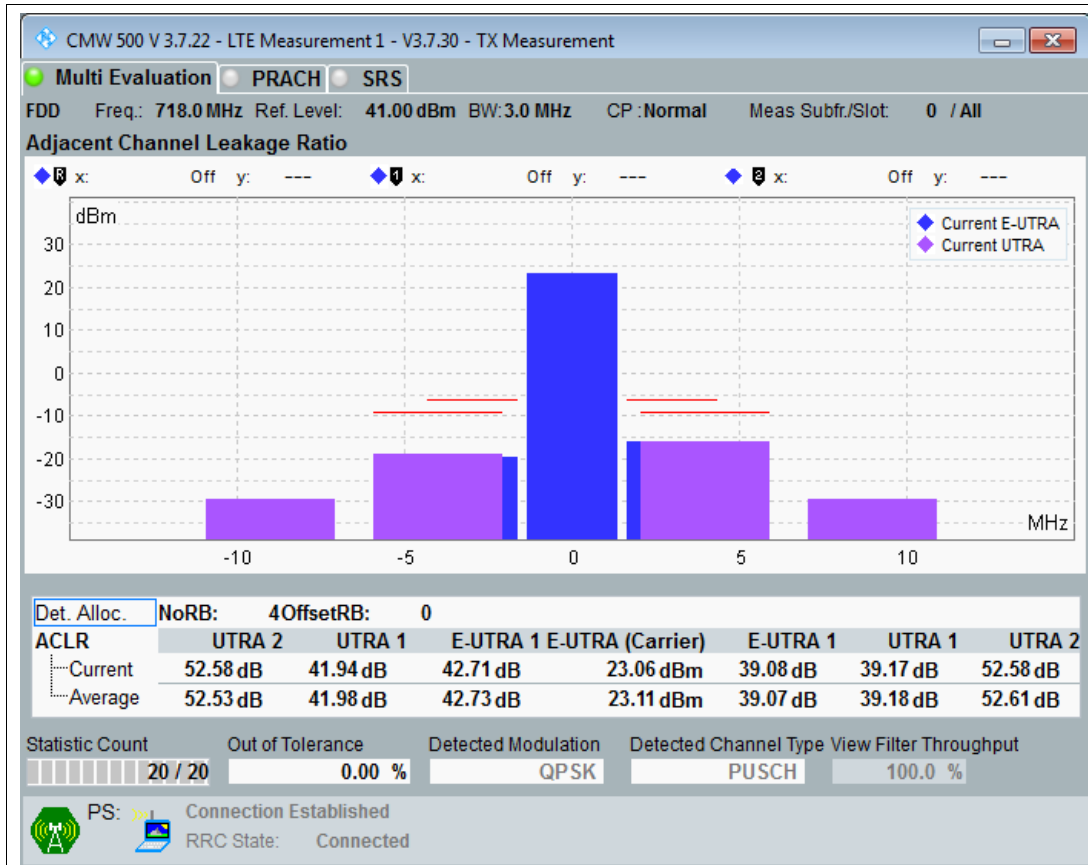 CMW 500 V 3.7.22 - LTE Measurement 1 - V3.7.30 - TX Measurement
Multi Evaluation PRACH SRS
FDD Freq.: 718.0 MHz Ref. Level: 41.00 dBm BW: 3.0 MHz CP : Normal Meas Subfr./Slot: 0 / All
Adjacent Channel Leakage Ratio
R x: Off y: --- 1 x: Off y: --- 2 x: Off y: ---
dBm
Current E-UTRA
Current UTRA
30
20
10
0
-10
-20
-30
MHz
-10 -5 0 5 10
Det. Alloc. NoRB: 4 OffsetRB: 0
ACLR UTRA 2 UTRA 1 E-UTRA 1 E-UTRA (Carrier) E-UTRA 1 UTRA 1 UTRA 2
Current 52.58 dB 41.94 dB 42.71 dB 23.06 dBm 39.08 dB 39.17 dB 52.58 dB
Average 52.53 dB 41.98 dB 42.73 dB 23.11 dBm 39.07 dB 39.18 dB 52.61 dB
Statistic Count Out of Tolerance Detected Modulation Detected Channel Type View Filter Throughput
20 / 20 0.00 % QPSK PUSCH 100.0 %
PS: Connection Established
RRC State: Connected